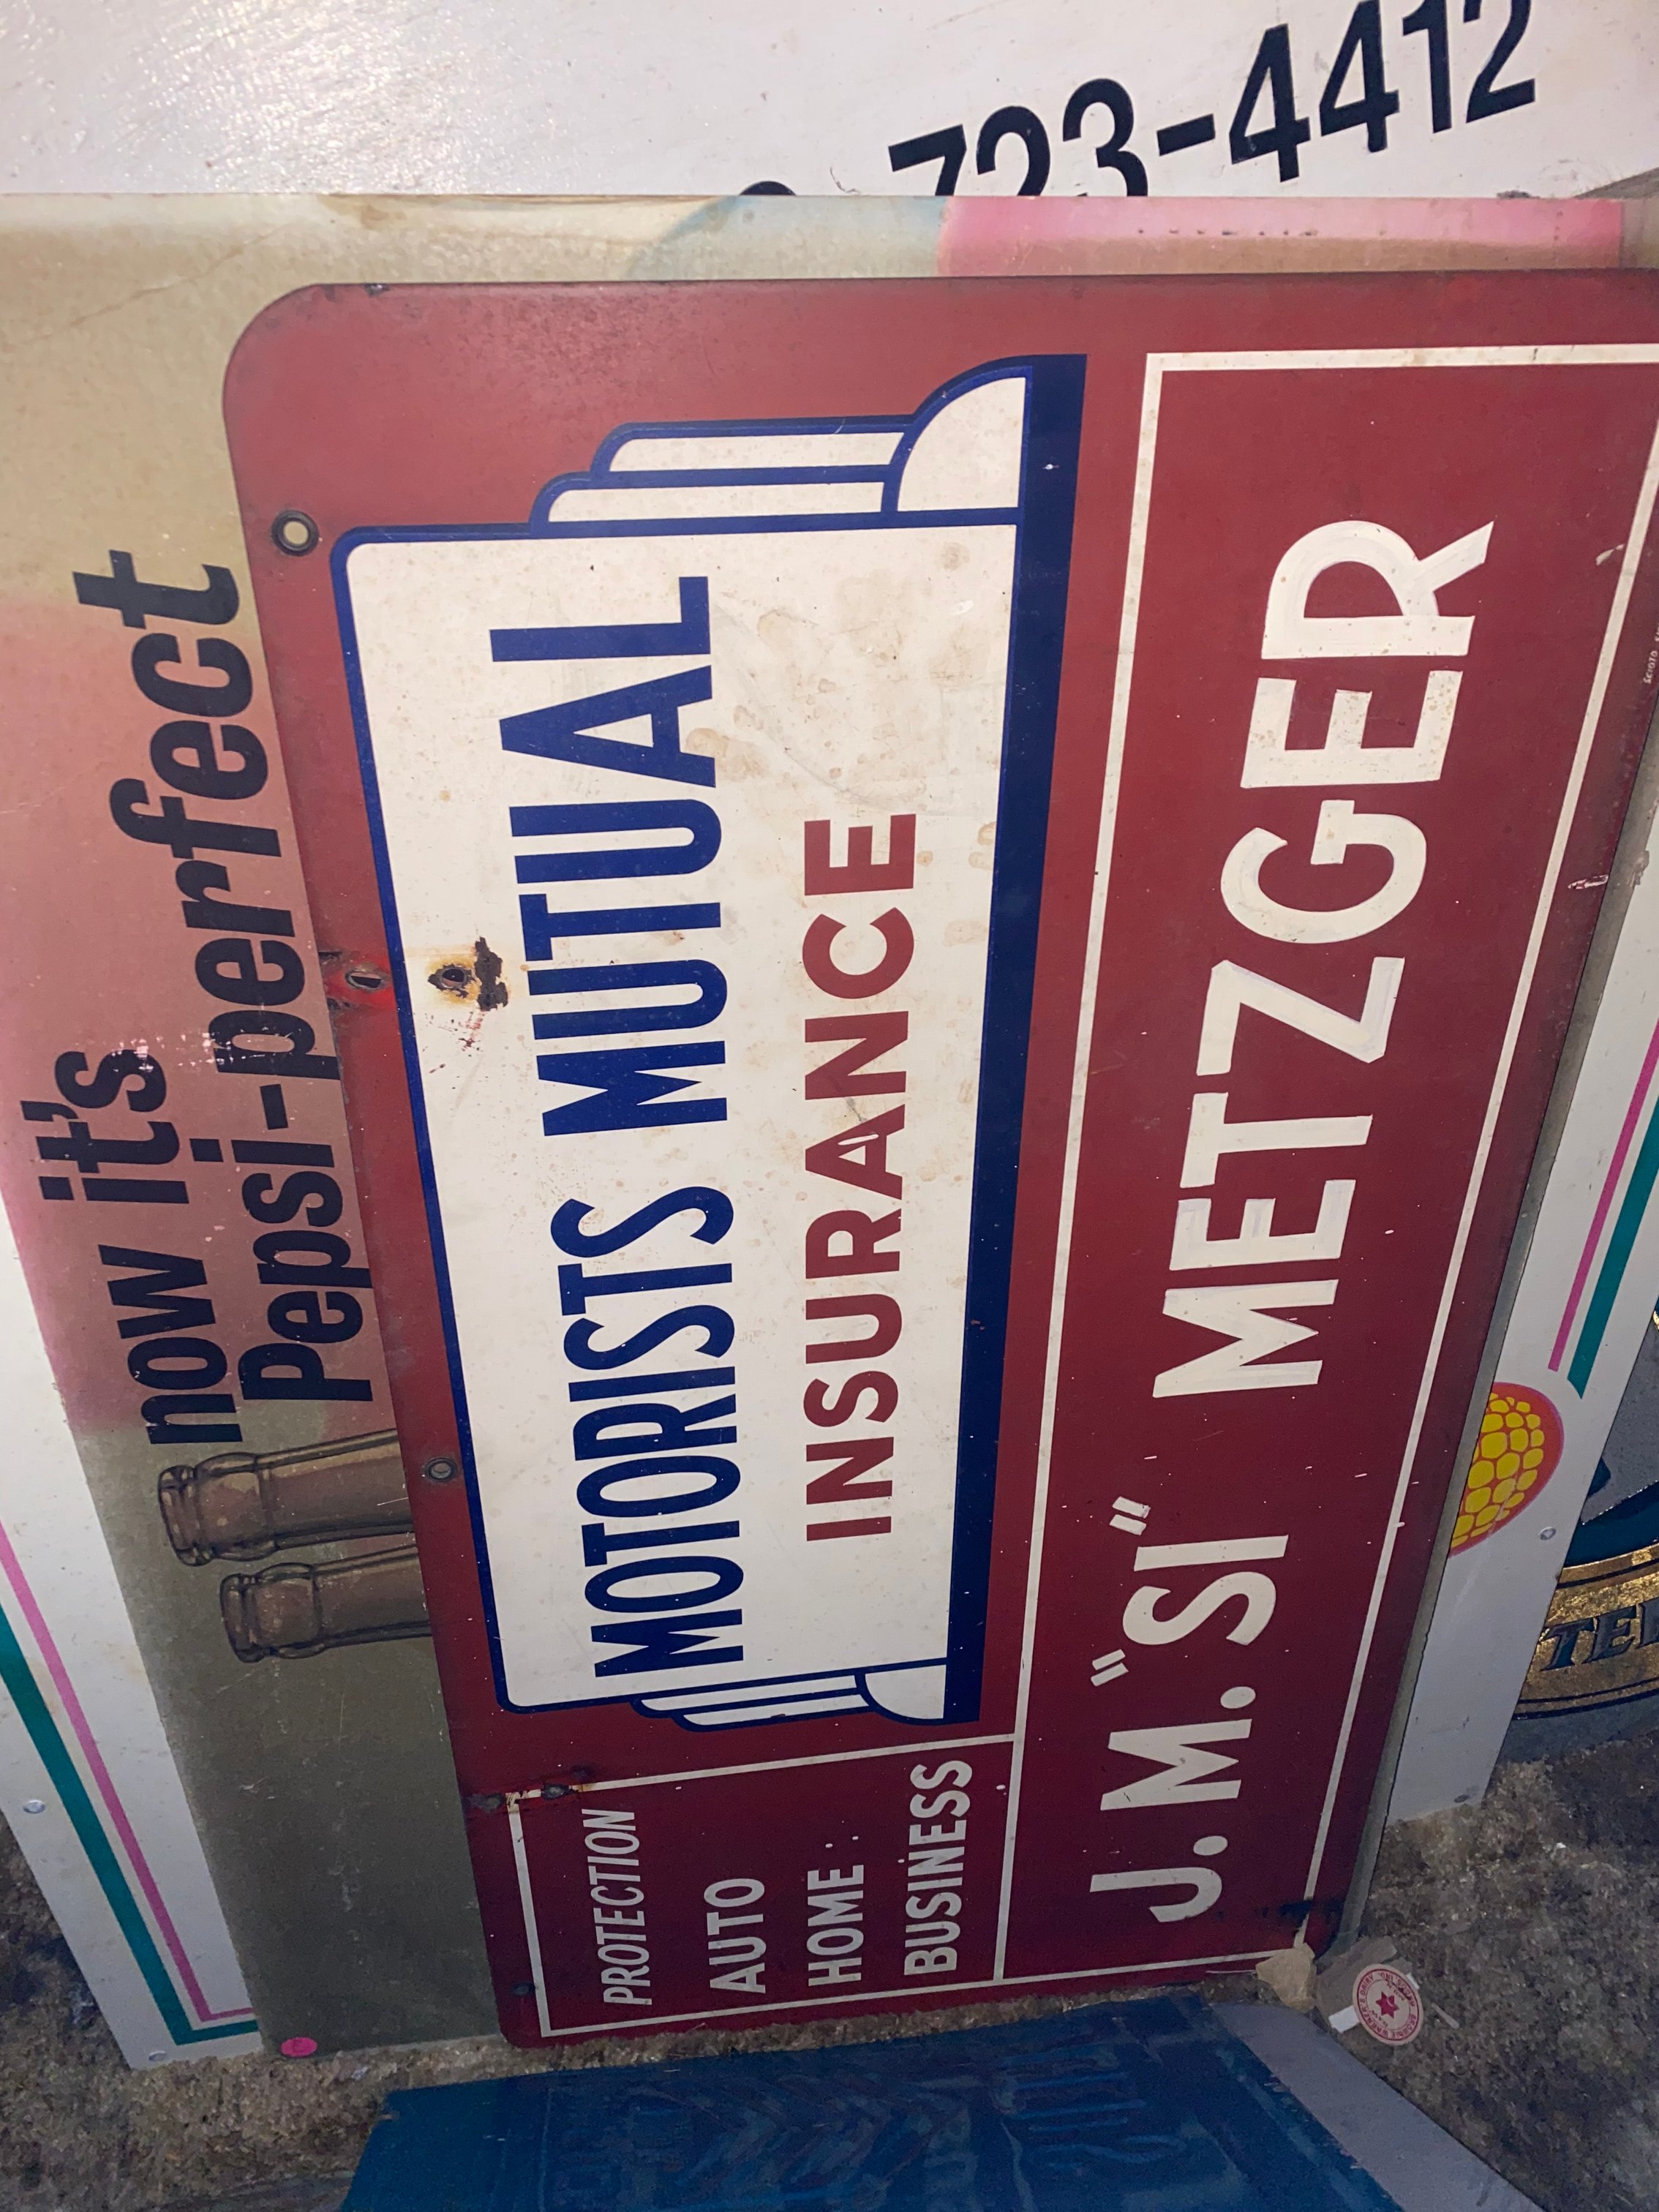 723-4412
now it's
Pepsi-perfect
MOTORISTS MUTUAL
INSURANCE
PROTECTION
AUTO
HOME
BUSINESS
J. M. "SI" METZGER